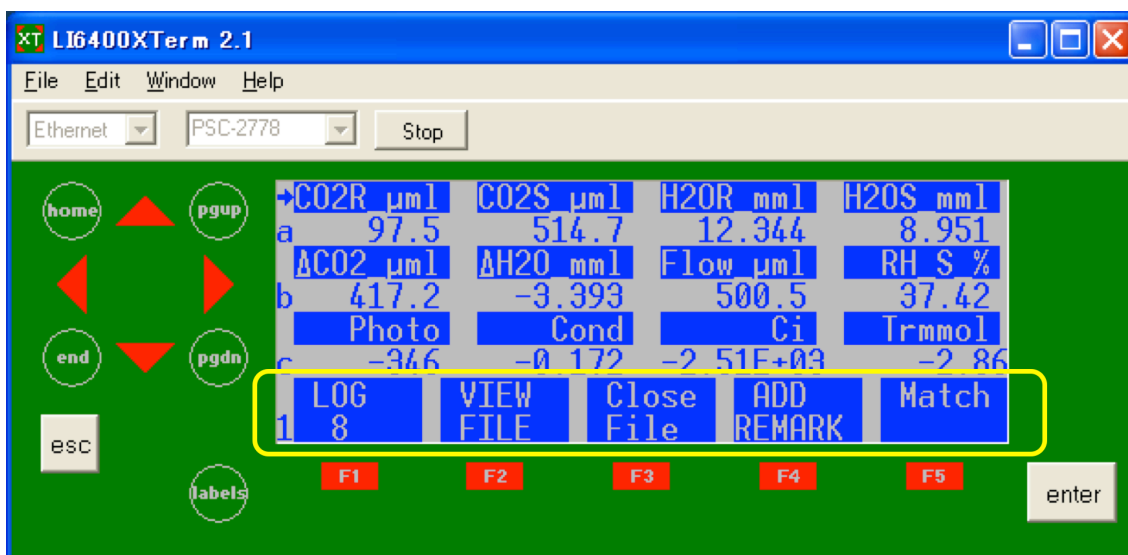 XT LI6400XTerm 2.1
File Edit Window Help
Ethernet PSC-2778 Stop
home pgup
→CO2R_µml CO2S_µml H2OR_mml H2OS_mml
a 97.5 514.7 12.344 8.951
ΔCO2_µml ΔH2O_mml Flow_µml RH_S_%
b 417.2 -3.393 500.5 37.42
Photo Cond Ci Trmmol
end pgdn
c -346 -0.172 -2.51E+03 -2.86
LOG VIEW Close ADD Match
1 8 FILE File REMARK
esc
labels
F1 F2 F3 F4 F5
enter